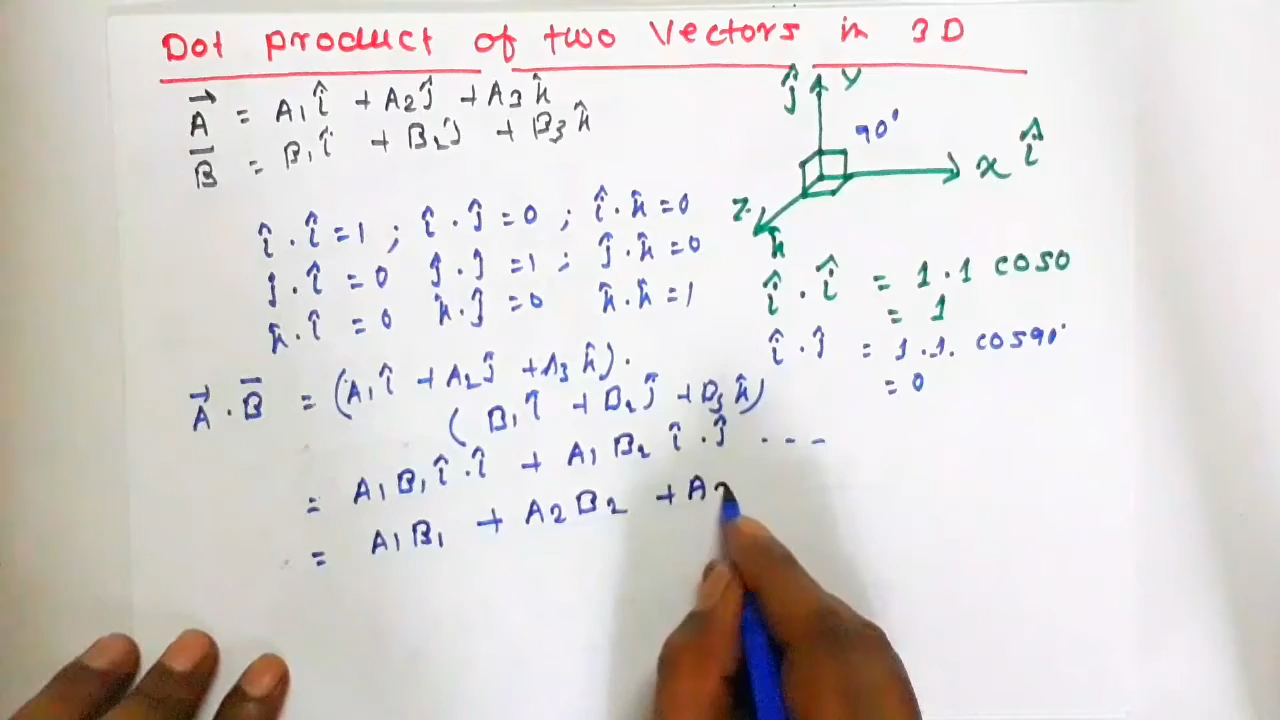 Dot product of two Vectors in 3D
A⃗ = A₁î + A₂ĵ + A₃k̂
B̅ = B₁î + B₂ĵ + B₃k̂
ĵ y
90°
x î
z
k̂
î . î = 1 ; î . ĵ = 0 ; î . k̂ = 0
j . î = 0 j . j = 1 ; ĵ . k̂ = 0
k . î = 0 k . ĵ = 0 k . k = 1
î . î = 1 . 1 cos0
= 1
î . j = 1 . 1 . cos90°
= 0
A⃗ . B̅ = (A₁î + A₂ĵ + A₃k̂) .
(B₁î + B₂ĵ + B₃k̂)
= A₁B₁ î . î + A₁B₂ î . ĵ - - -
= A₁B₁ + A₂B₂ + A